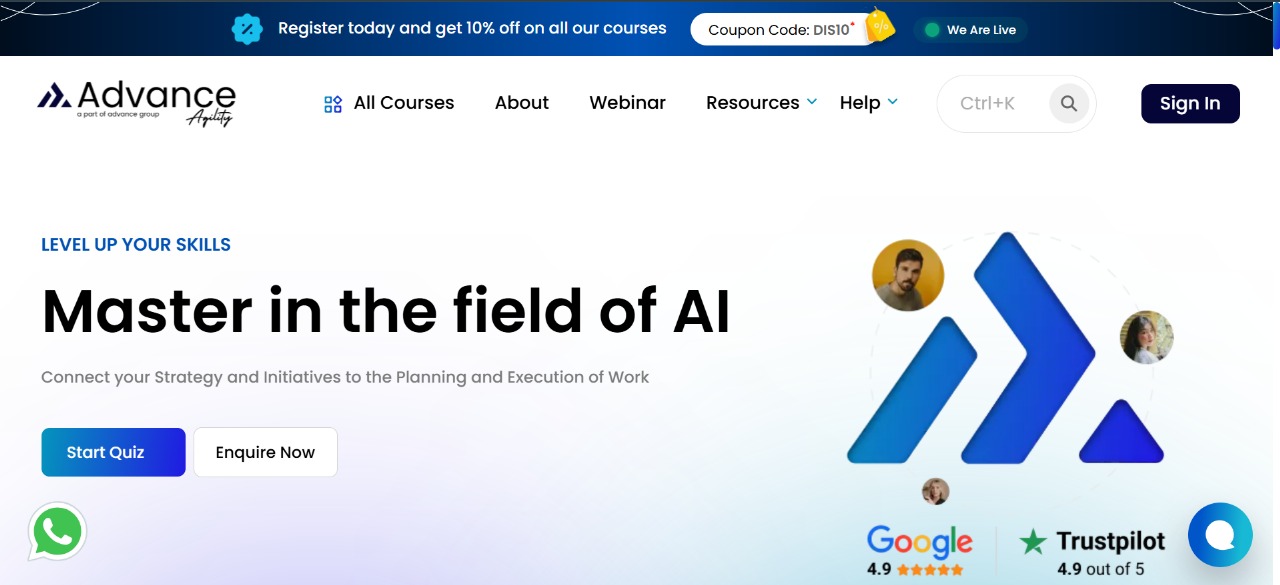 Register today and get 10% off on all our courses
Coupon Code: DIS10*
%
We Are Live
Advance
a part of advance group
Agility
All Courses
About
Webinar
Resources
Help
Ctrl+K
Sign In
LEVEL UP YOUR SKILLS
Master in the field of AI
Connect your Strategy and Initiatives to the Planning and Execution of Work
Start Quiz
Enquire Now
Google
4.9
Trustpilot
4.9 out of 5